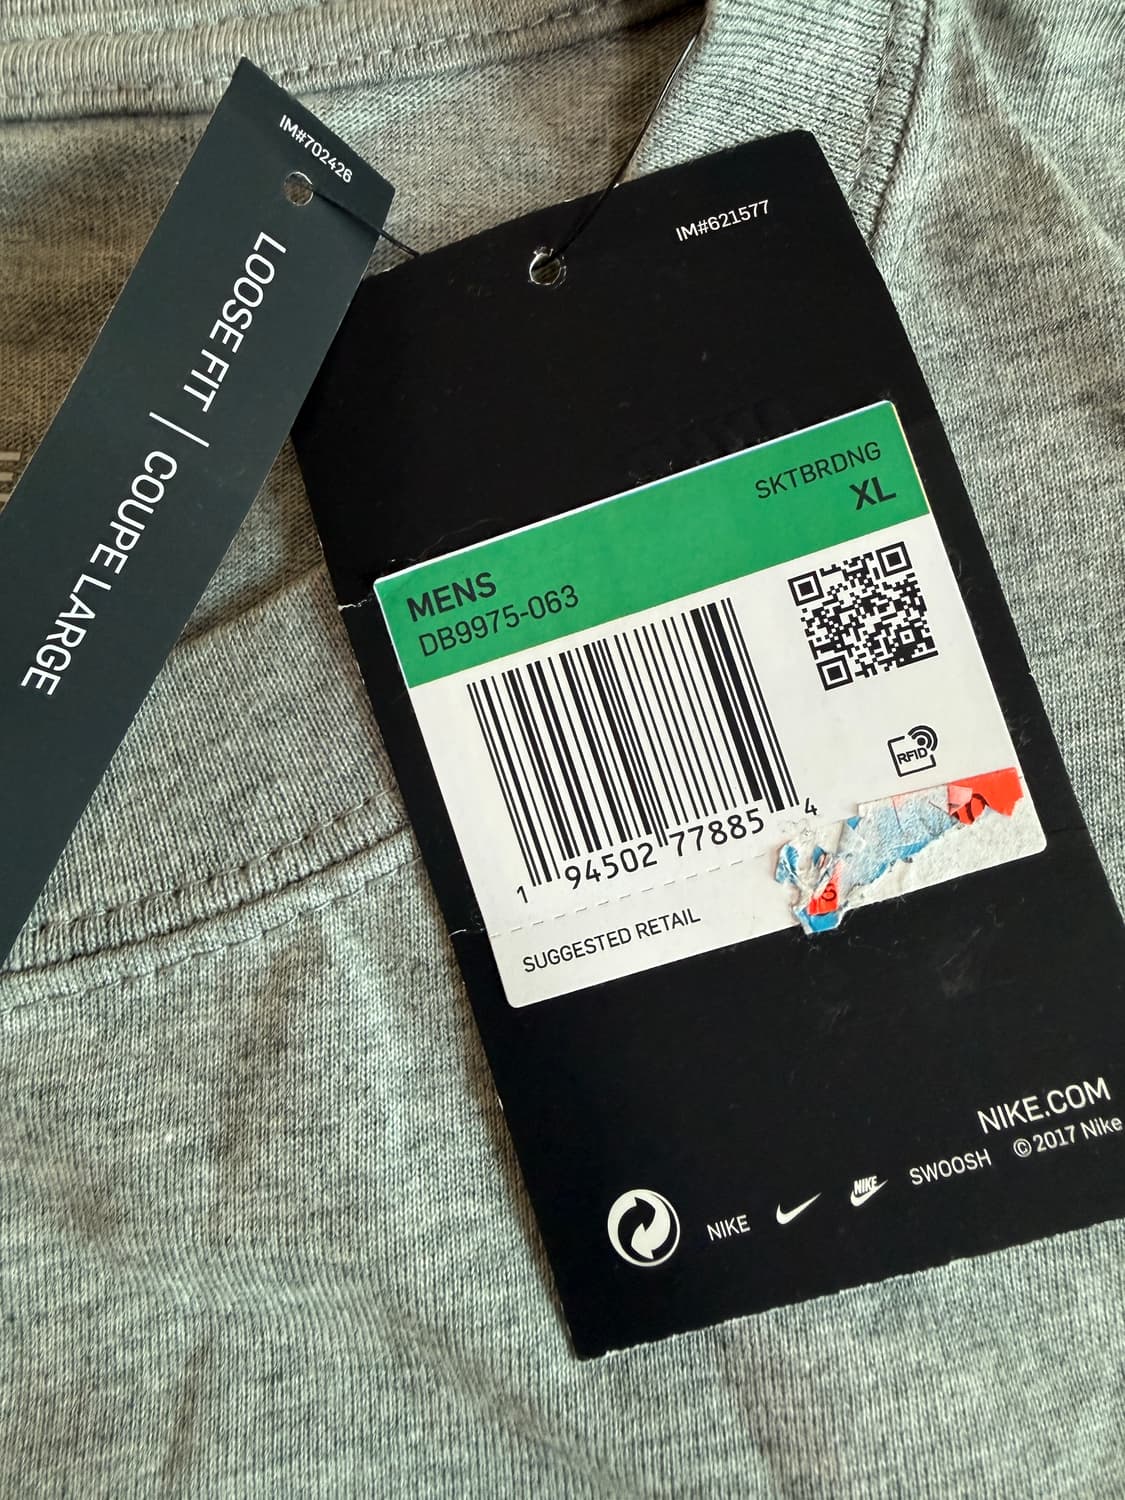 IM#702426
LOOSE FIT | COUPE LARGE
IM#621577
SKTBRDNG
XL
MENS
DB9975-063
RFID
1 94502 77885 4
SUGGESTED RETAIL
NIKE.COM
© 2017 Nike
NIKE NIKE SWOOSH